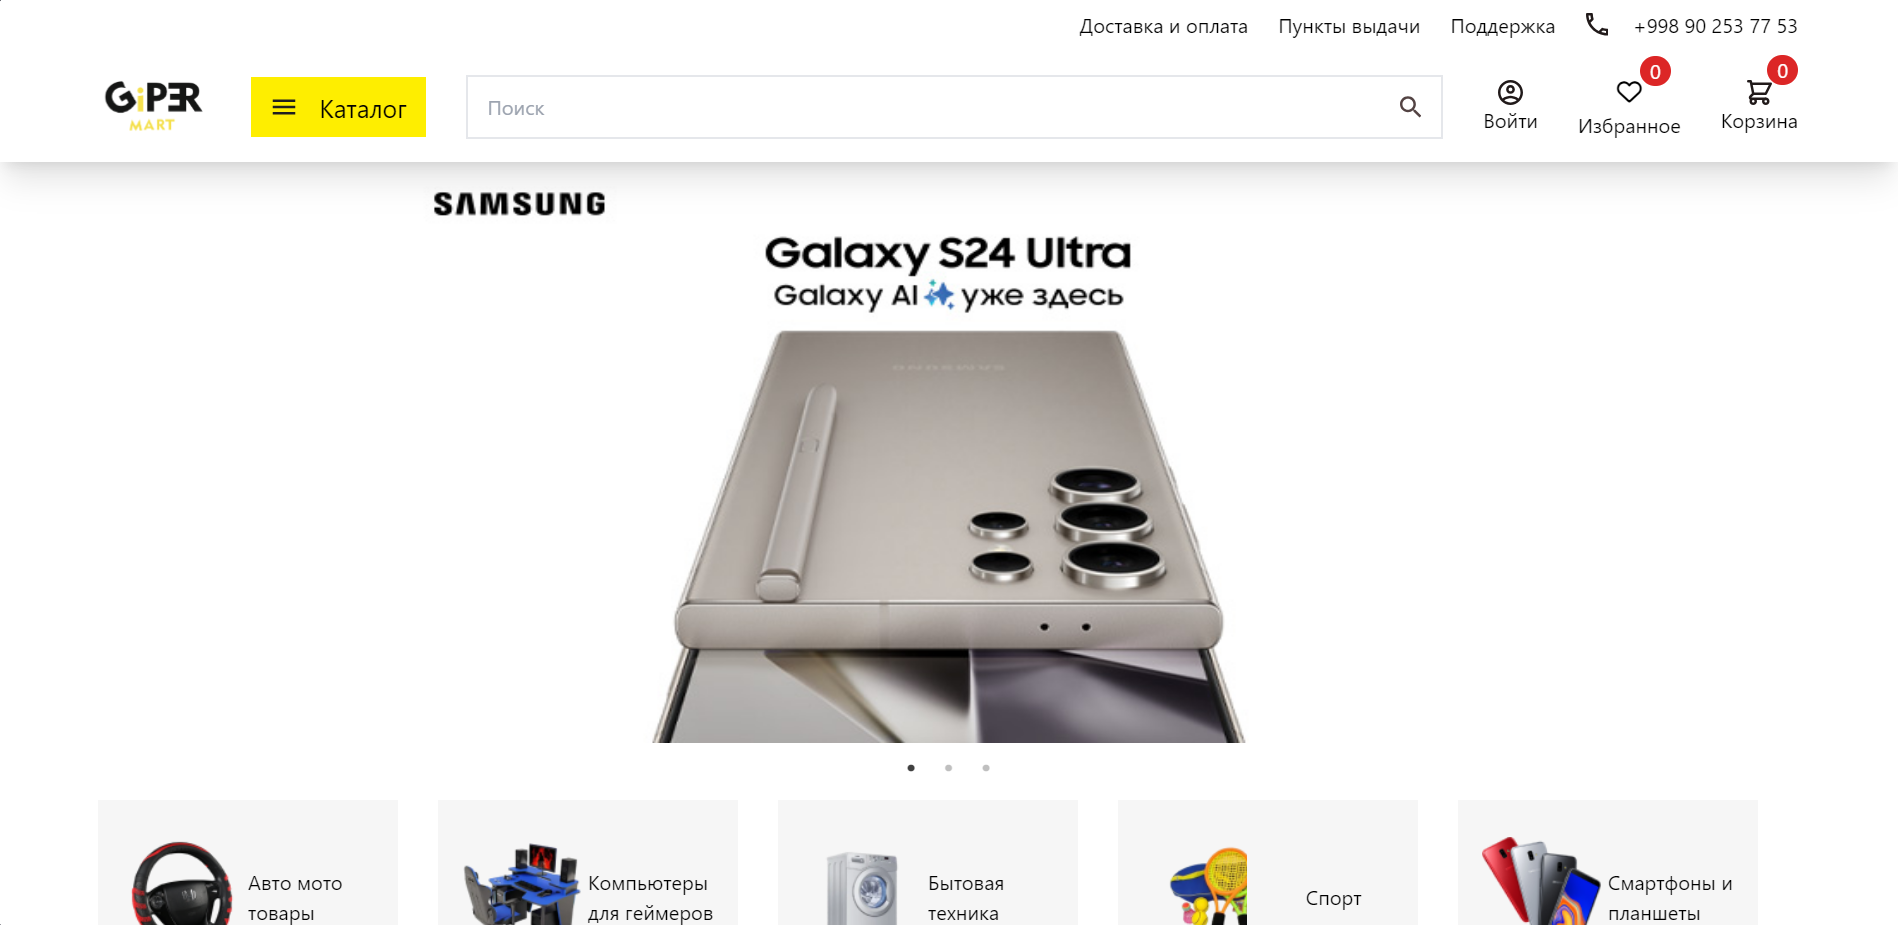 Доставка и оплата
Пункты выдачи
Поддержка
+998 90 253 77 53
GiPER
MART
Каталог
Поиск
Войти
0
Избранное
0
Корзина
SAMSUNG
Galaxy S24 Ultra
Galaxy AI уже здесь
SAMSUNG
Авто мото
товары
Компьютеры
для геймеров
Бытовая
техника
Спорт
Смартфоны и
планшеты